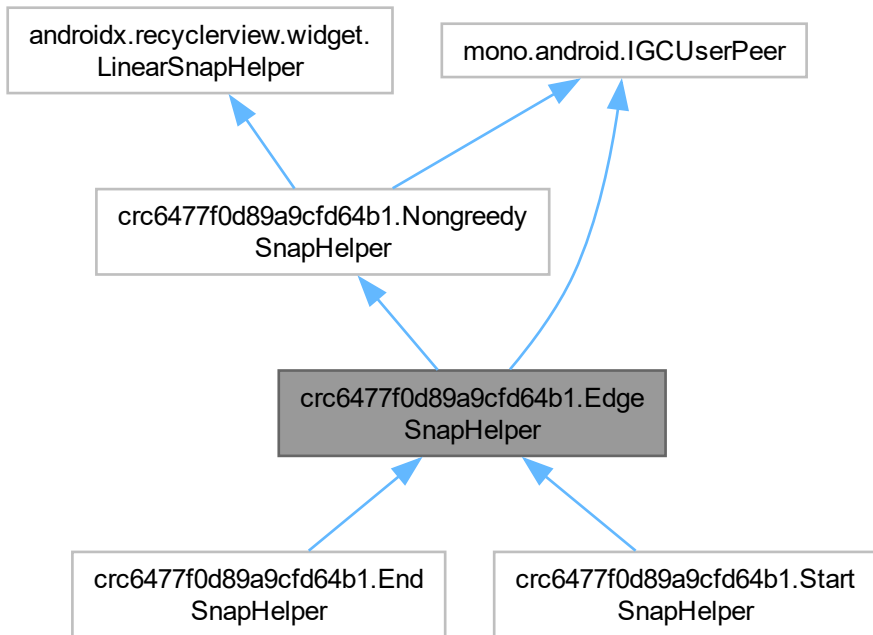 androidx.recyclerview.widget.
LinearSnapHelper
mono.android.IGCUserPeer
crc6477f0d89a9cfd64b1.Nongreedy
SnapHelper
crc6477f0d89a9cfd64b1.Edge
SnapHelper
crc6477f0d89a9cfd64b1.End
SnapHelper
crc6477f0d89a9cfd64b1.Start
SnapHelper